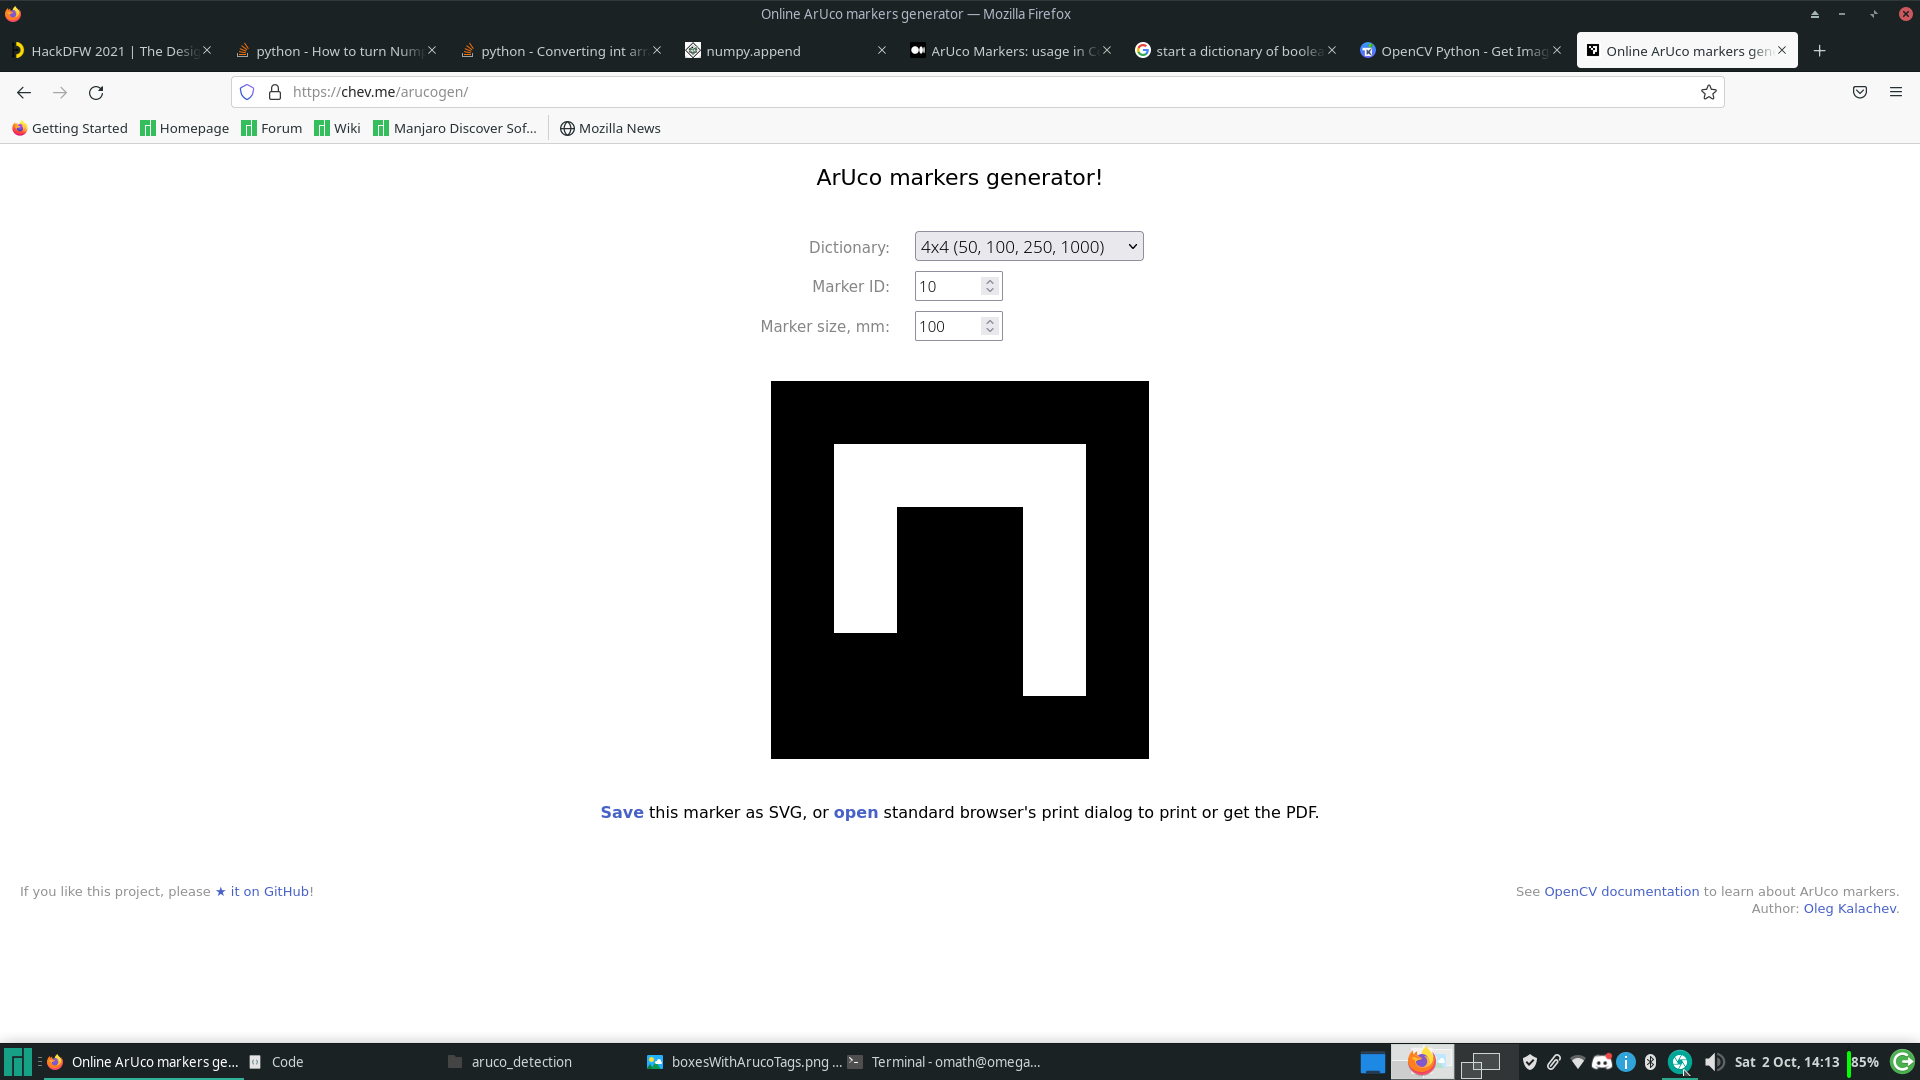 Online ArUco markers generator — Mozilla Firefox
HackDFW 2021 | The Desig
python - How to turn Num
python - Converting int arr
numpy.append
ArUco Markers: usage in C
start a dictionary of boolea
OpenCV Python - Get Imag
Online ArUco markers gen
https://chev.me/arucogen/
Getting Started
Homepage
Forum
Wiki
Manjaro Discover Sof...
Mozilla News
ArUco markers generator!
Dictionary: 4x4 (50, 100, 250, 1000)
Marker ID: 10
Marker size, mm: 100
Save this marker as SVG, or open standard browser's print dialog to print or get the PDF.
If you like this project, please ★ it on GitHub!
See OpenCV documentation to learn about ArUco markers.
Author: Oleg Kalachev.
Online ArUco markers ge...
Code
aruco_detection
boxesWithArucoTags.png ...
Terminal - omath@omega...
Sat 2 Oct, 14:13
85%